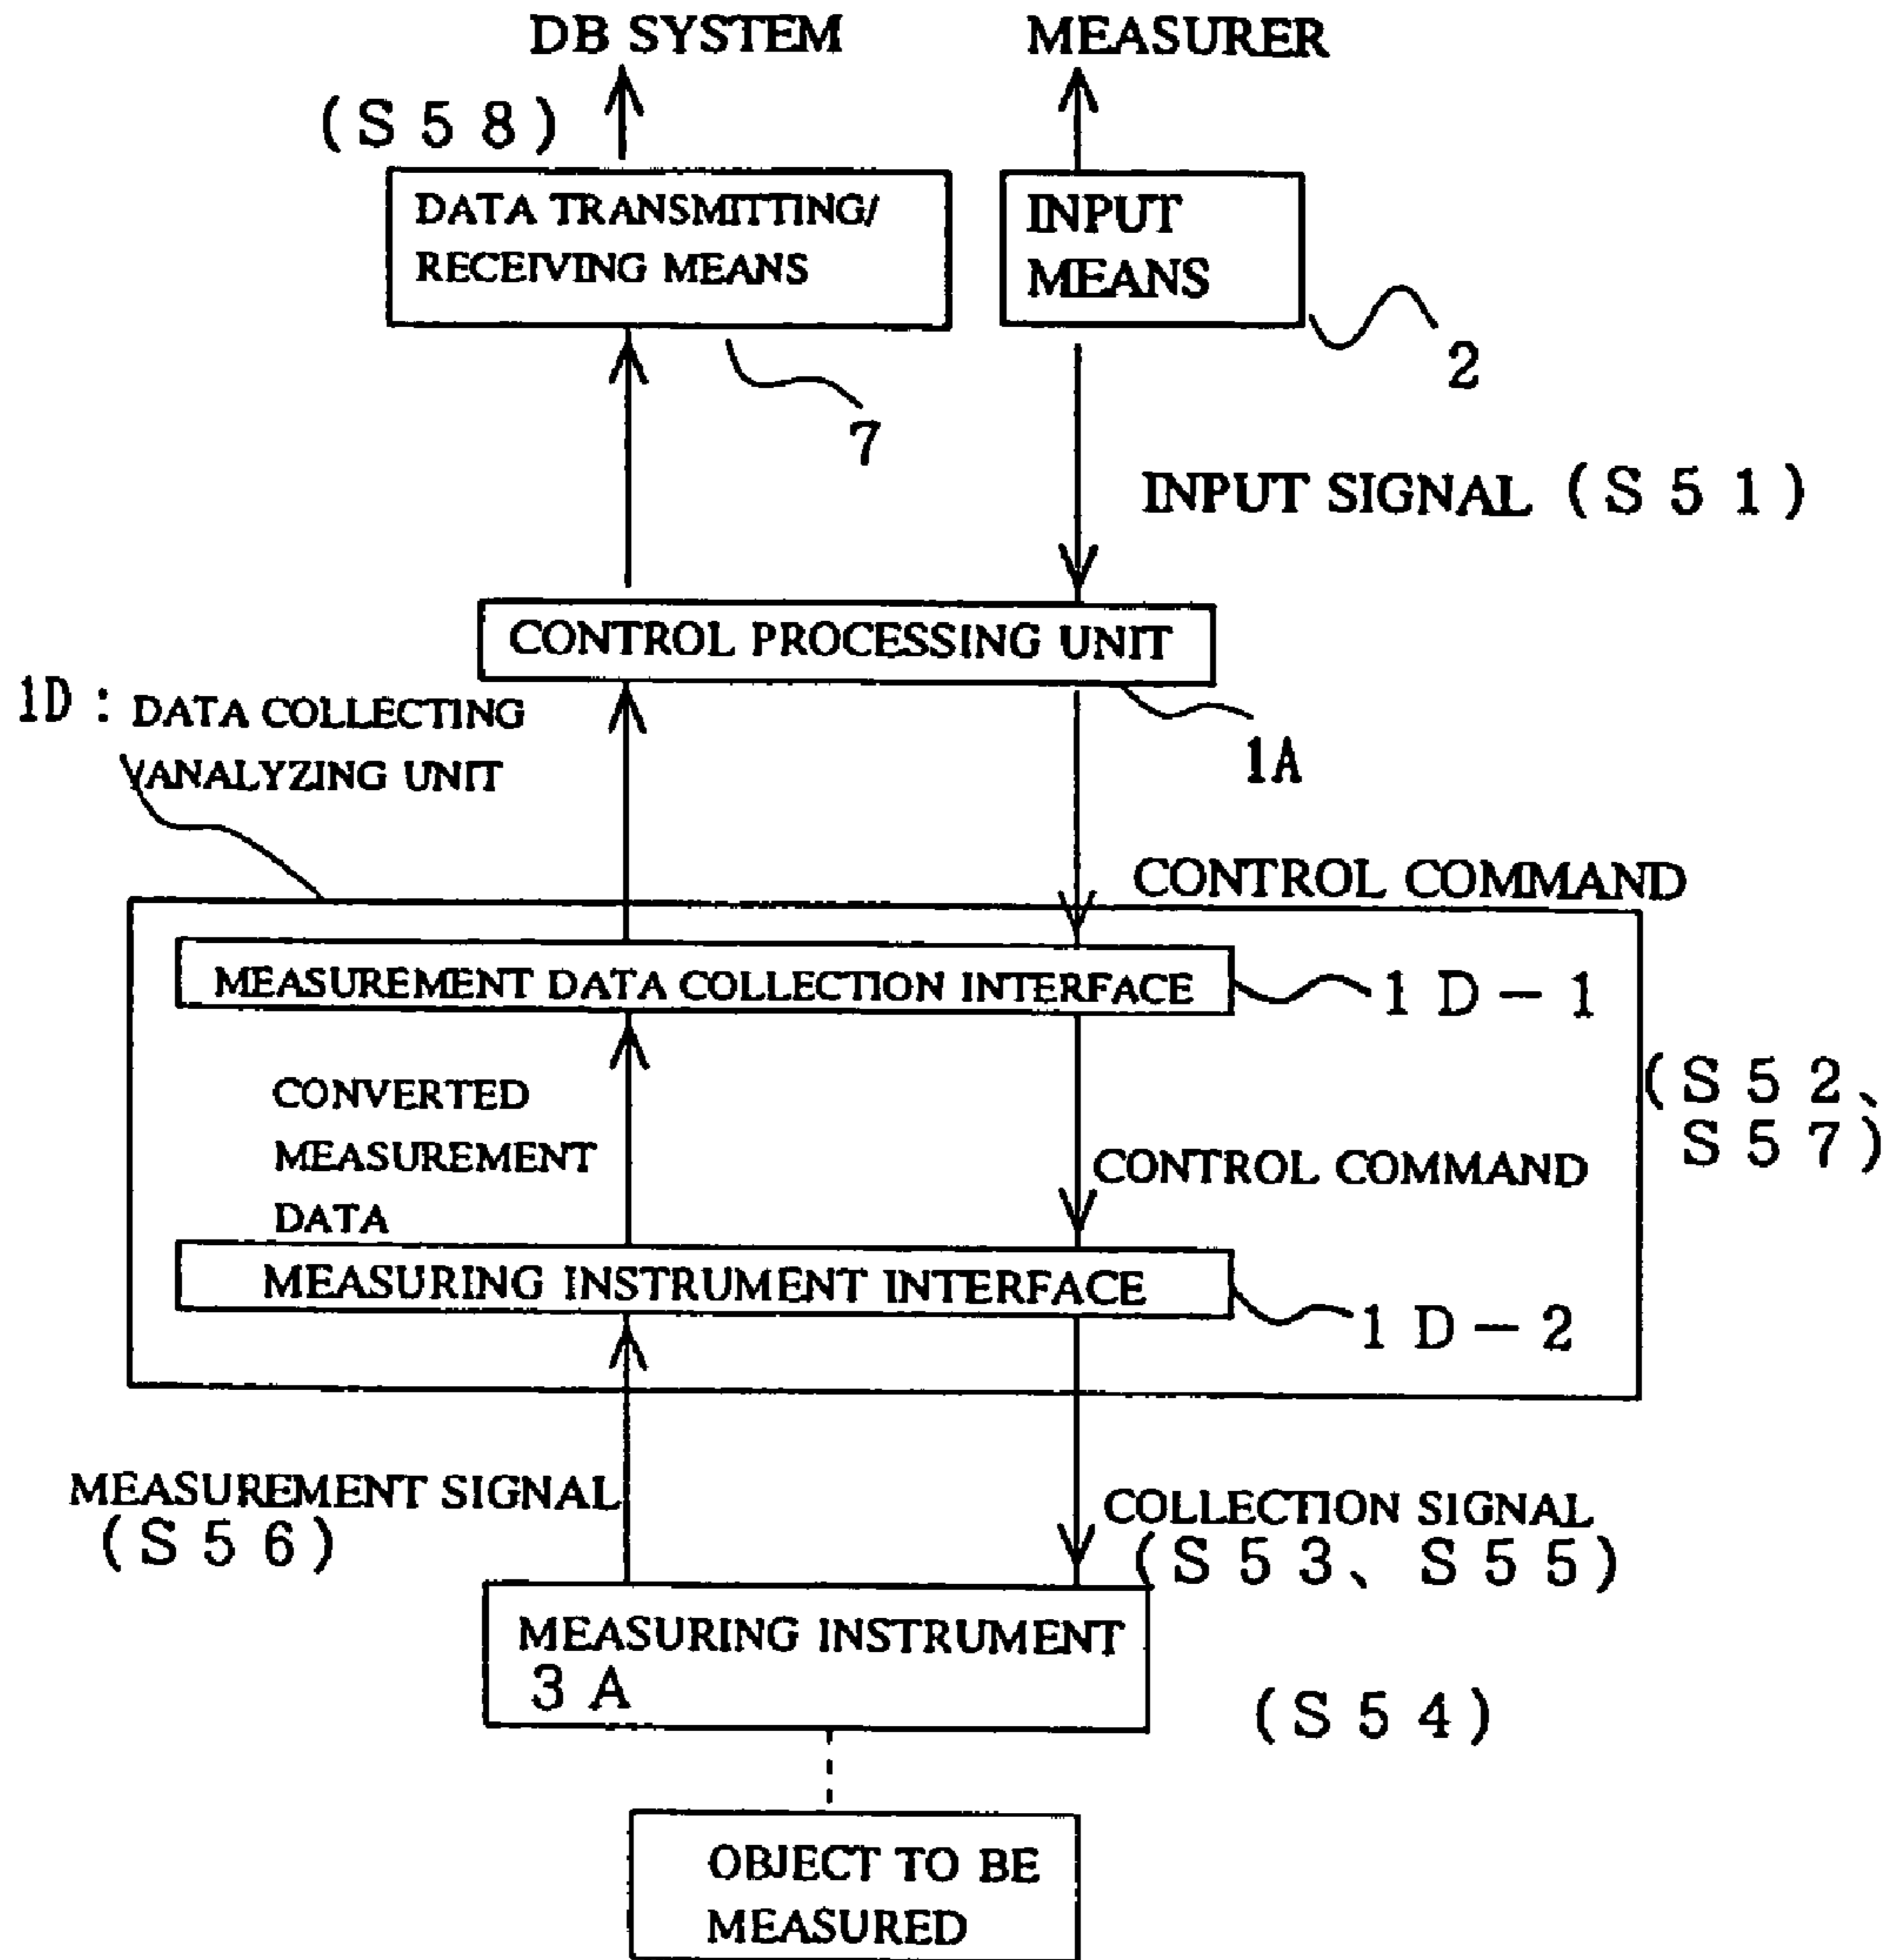 DB SYSTEM
MEASURER
(S58)
DATA TRANSMITTING/
RECEIVING MEANS
INPUT
MEANS
2
7
INPUT SIGNAL (S51)
CONTROL PROCESSING UNIT
1A
1D : DATA COLLECTING
/ANALYZING UNIT
CONTROL COMMAND
MEASUREMENT DATA COLLECTION INTERFACE
1D-1
(S52、
S57)
CONVERTED
MEASUREMENT
DATA
CONTROL COMMAND
MEASURING INSTRUMENT INTERFACE
1D-2
MEASUREMENT SIGNAL
(S56)
COLLECTION SIGNAL
(S53、S55)
MEASURING INSTRUMENT
3A
(S54)
OBJECT TO BE
MEASURED